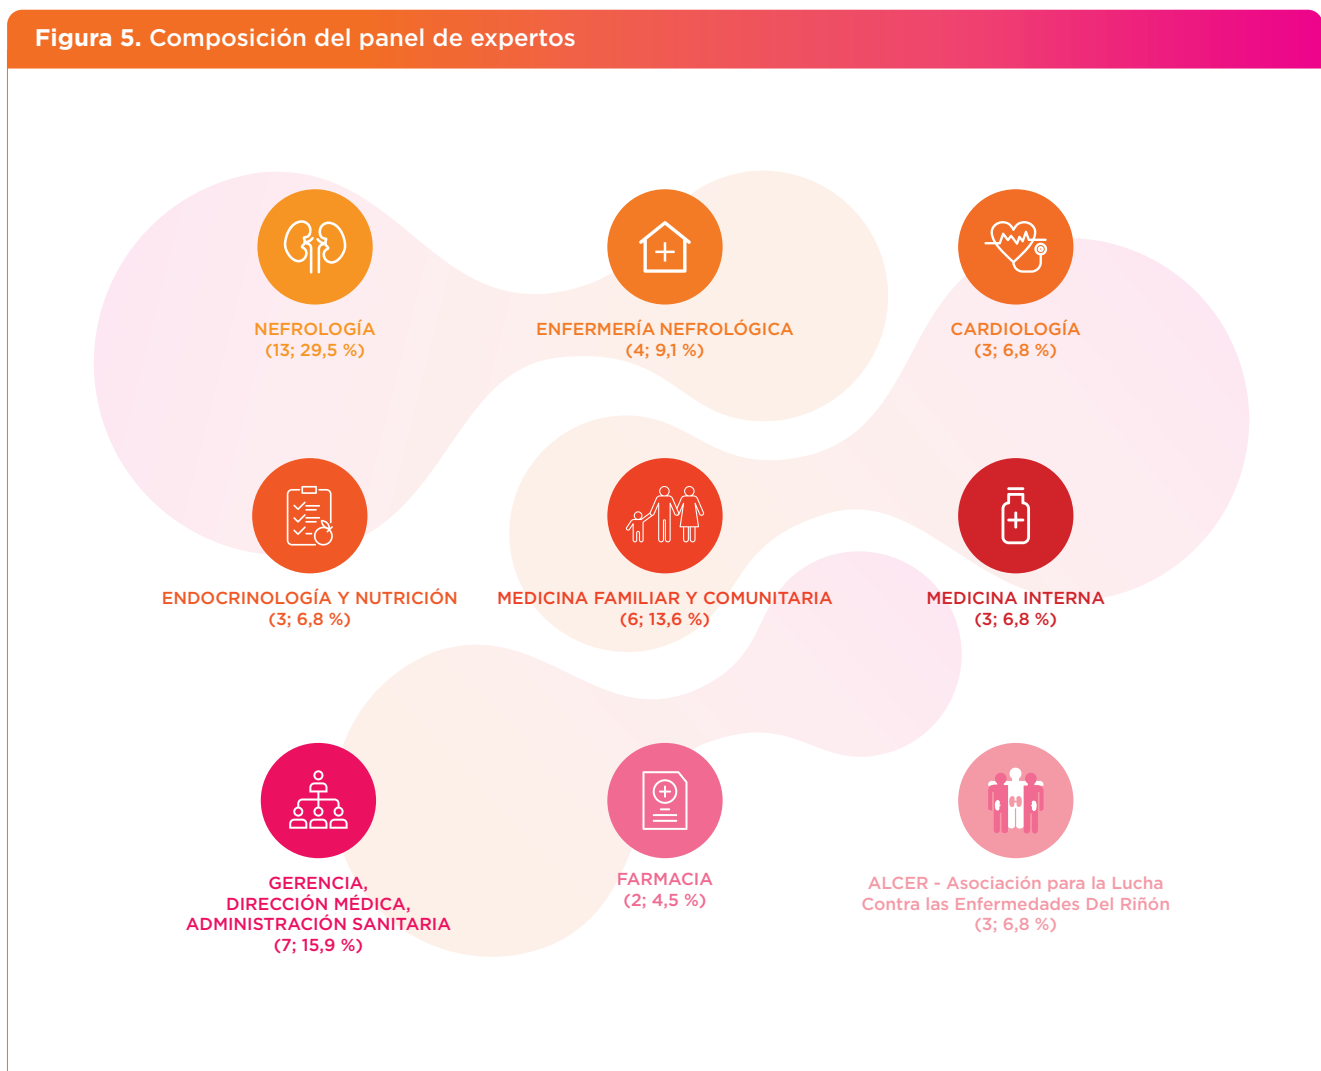 Figura 5. Composición del panel de expertos
NEFROLOGÍA
(13; 29,5 %)
ENFERMERÍA NEFROLÓGICA
(4; 9,1 %)
CARDIOLOGÍA
(3; 6,8 %)
ENDOCRINOLOGÍA Y NUTRICIÓN
(3; 6,8 %)
MEDICINA FAMILIAR Y COMUNITARIA
(6; 13,6 %)
MEDICINA INTERNA
(3; 6,8 %)
GERENCIA,
DIRECCIÓN MÉDICA,
ADMINISTRACIÓN SANITARIA
(7; 15,9 %)
FARMACIA
(2; 4,5 %)
ALCER - Asociación para la Lucha
Contra las Enfermedades Del Riñón
(3; 6,8 %)